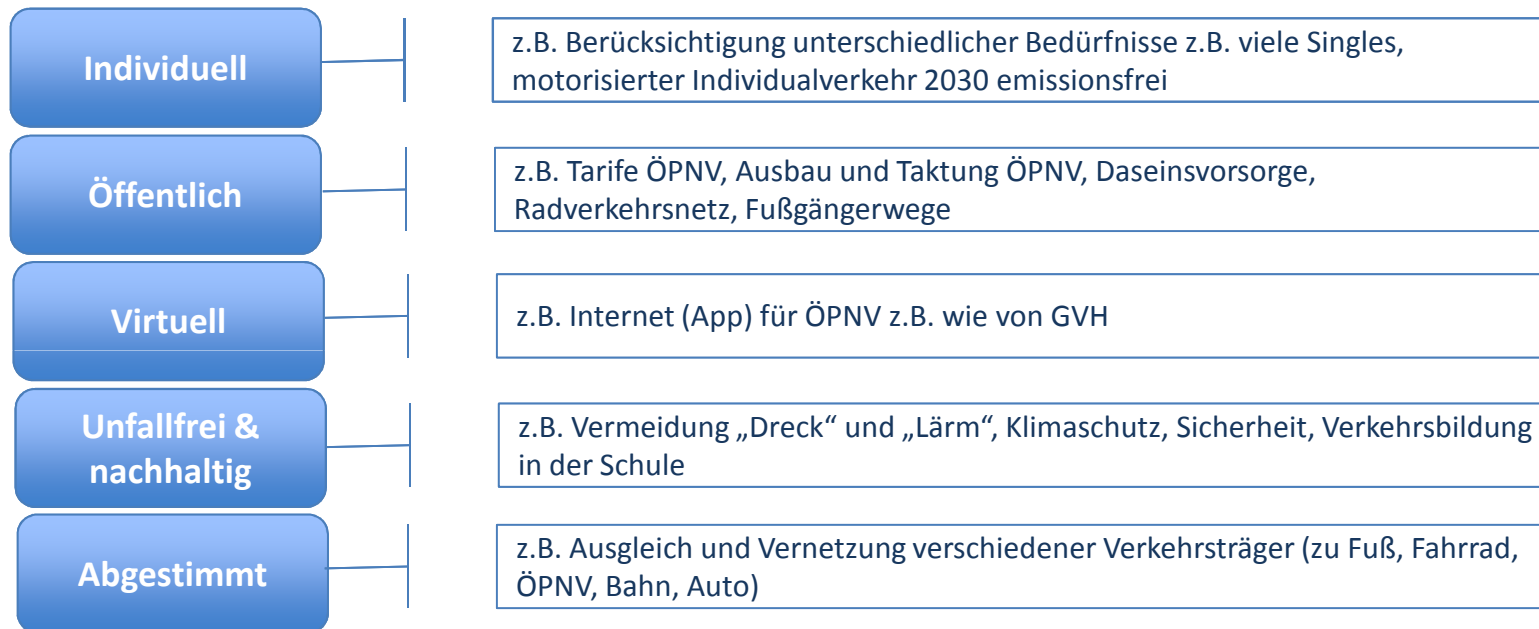 Individuell
z.B. Berücksichtigung unterschiedlicher Bedürfnisse z.B. viele Singles,
motorisierter Individualverkehr 2030 emissionsfrei
Öffentlich
z.B. Tarife ÖPNV, Ausbau und Taktung ÖPNV, Daseinsvorsorge,
Radverkehrsnetz, Fußgängerwege
Virtuell
z.B. Internet (App) für ÖPNV z.B. wie von GVH
Unfallfrei &
nachhaltig
z.B. Vermeidung „Dreck“ und „Lärm“, Klimaschutz, Sicherheit, Verkehrsbildung
in der Schule
Abgestimmt
z.B. Ausgleich und Vernetzung verschiedener Verkehrsträger (zu Fuß, Fahrrad,
ÖPNV, Bahn, Auto)